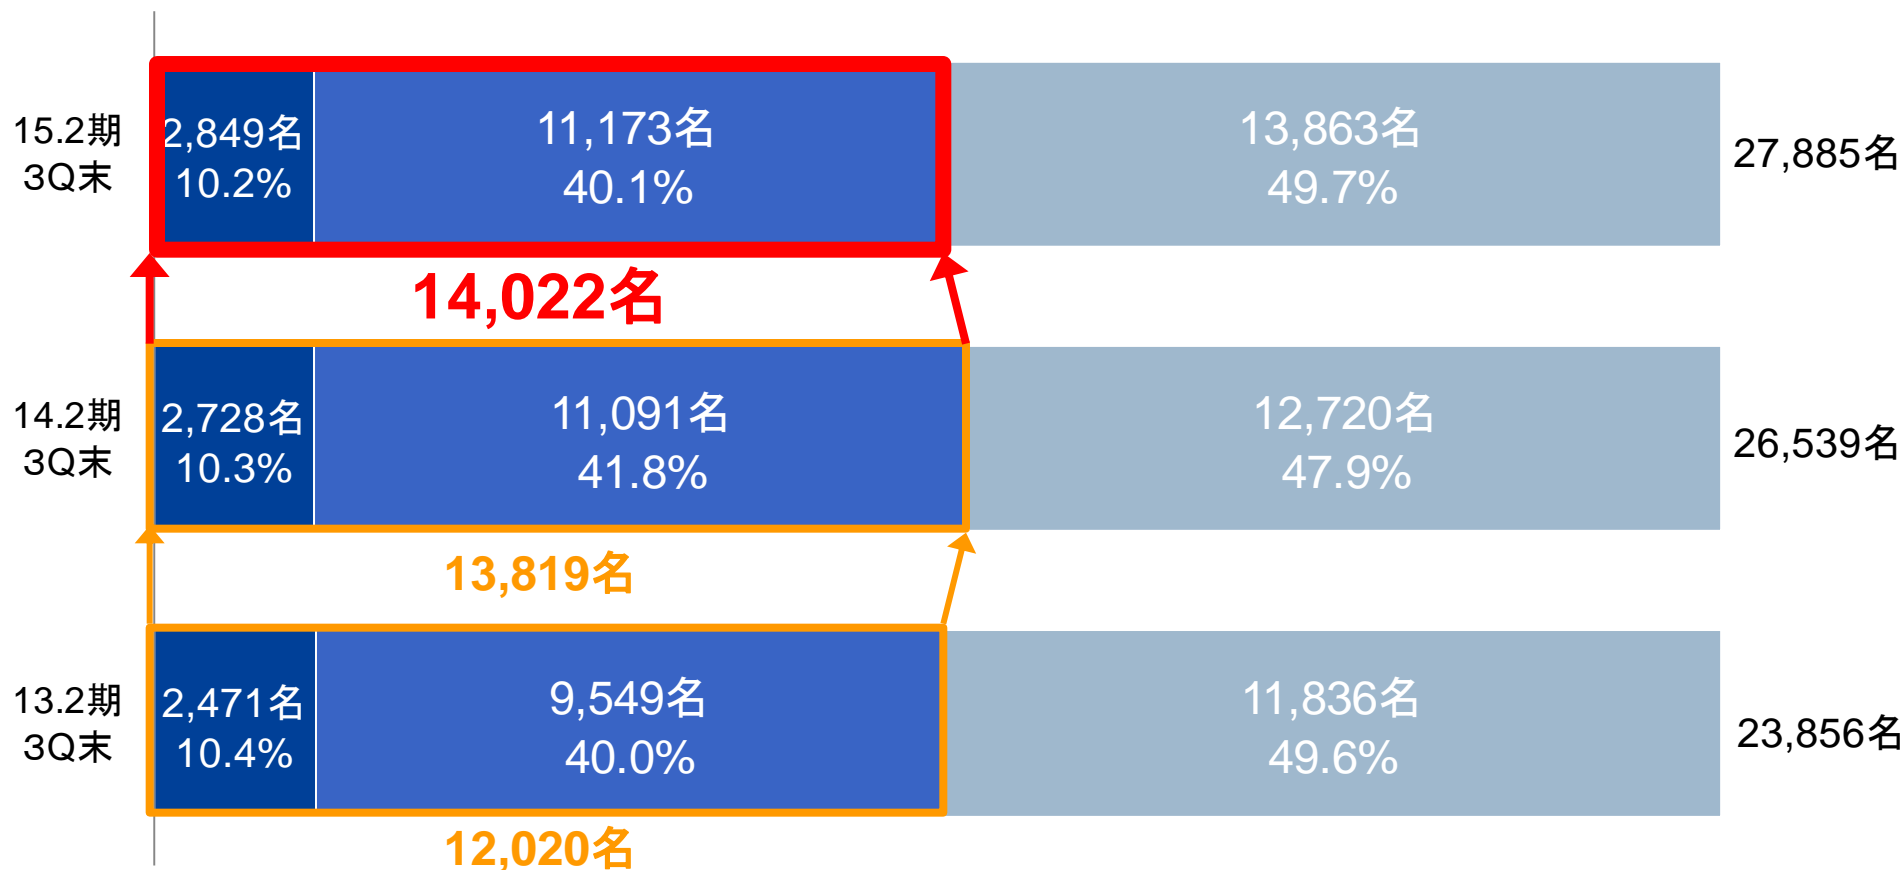 15.2期
3Q末
2,849名
10.2%
11,173名
40.1%
13,863名
49.7%
27,885名
14,022名
14.2期
3Q末
2,728名
10.3%
11,091名
41.8%
12,720名
47.9%
26,539名
13,819名
13.2期
3Q末
2,471名
10.4%
9,549名
40.0%
11,836名
49.6%
23,856名
12,020名